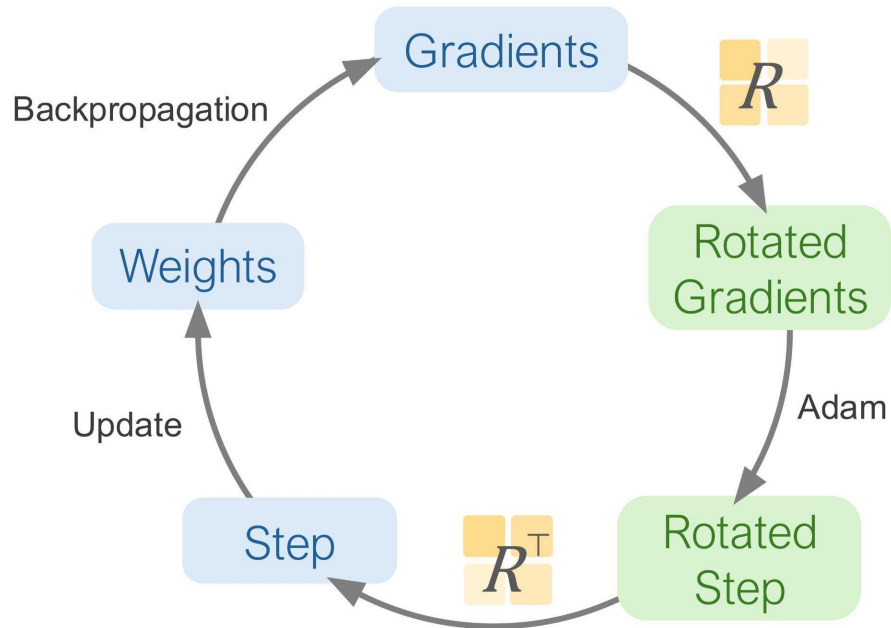 Gradients
R
Backpropagation
Rotated
Gradients
Weights
Adam
Update
Rotated
Step
R⊤
Step